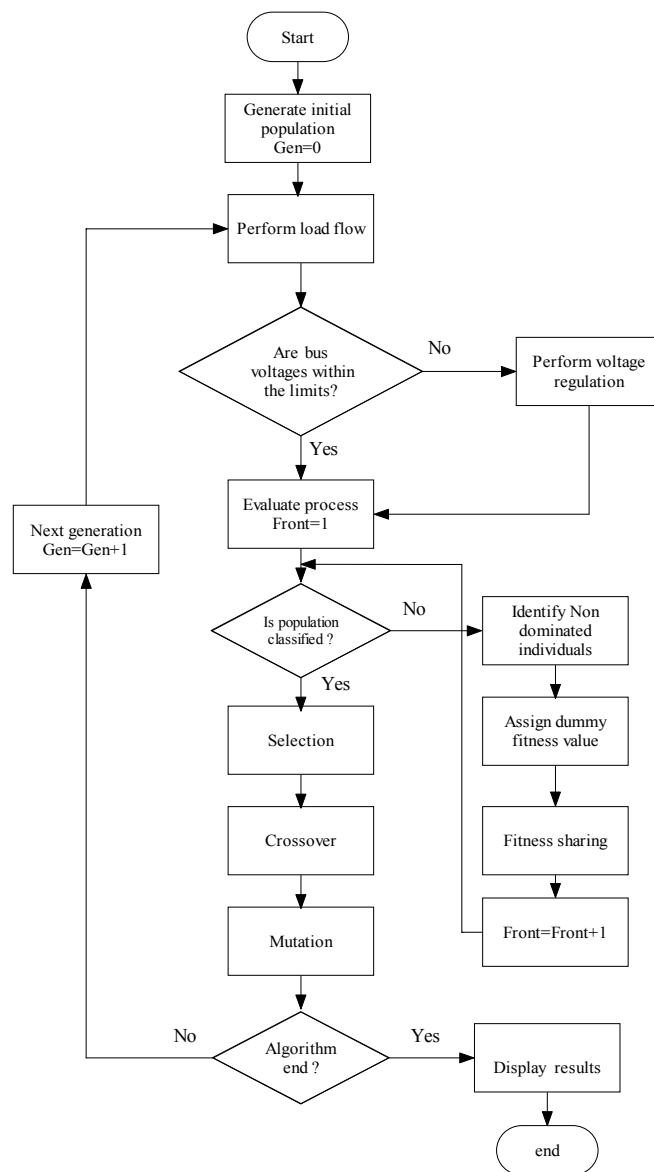 Start
Generate initial
population
Gen=0
Perform load flow
Are bus
voltages within
the limits?
No
Perform voltage
regulation
Yes
Evaluate process
Front=1
Next generation
Gen=Gen+1
Is population
classified ?
No
Identify Non
dominated
individuals
Yes
Assign dummy
fitness value
Selection
Fitness sharing
Crossover
Front=Front+1
Mutation
No
Algorithm
end ?
Yes
Display results
end